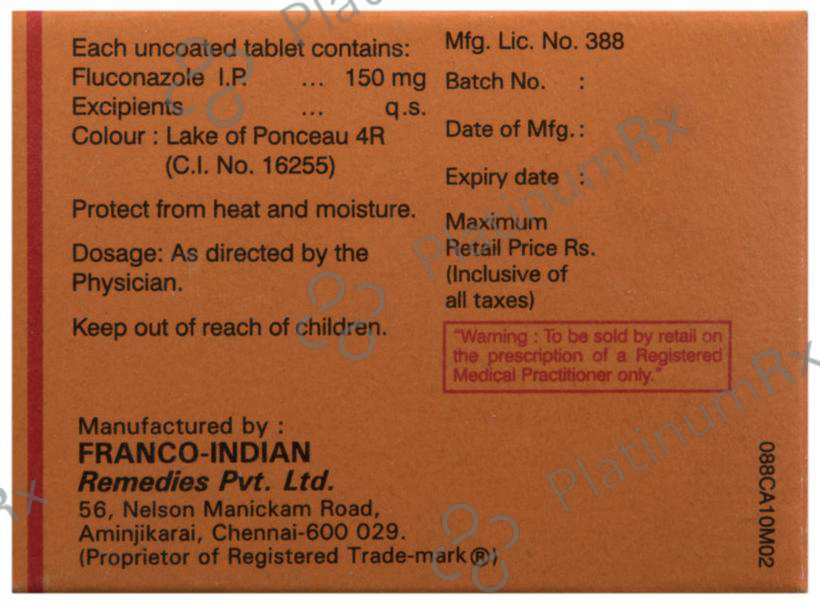 Each uncoated tablet contains:
Fluconazole I.P. ... 150 mg
Excipients ... q.s.
Colour : Lake of Ponceau 4R
(C.I. No. 16255)
Protect from heat and moisture.
Dosage: As directed by the
Physician.
Keep out of reach of children.
Manufactured by :
FRANCO-INDIAN
Remedies Pvt. Ltd.
56, Nelson Manickam Road,
Aminjikarai, Chennai-600 029.
(Proprietor of Registered Trade-mark ®)
Mfg. Lic. No. 388
Batch No. :
Date of Mfg. :
Expiry date :
Maximum
Retail Price Rs.
(Inclusive of
all taxes)
"Warning : To be sold by retail on
the prescription of a Registered
Medical Practitioner only."
088CA10M02
PlatinumRx
PlatinumRx
Platinum
Rx